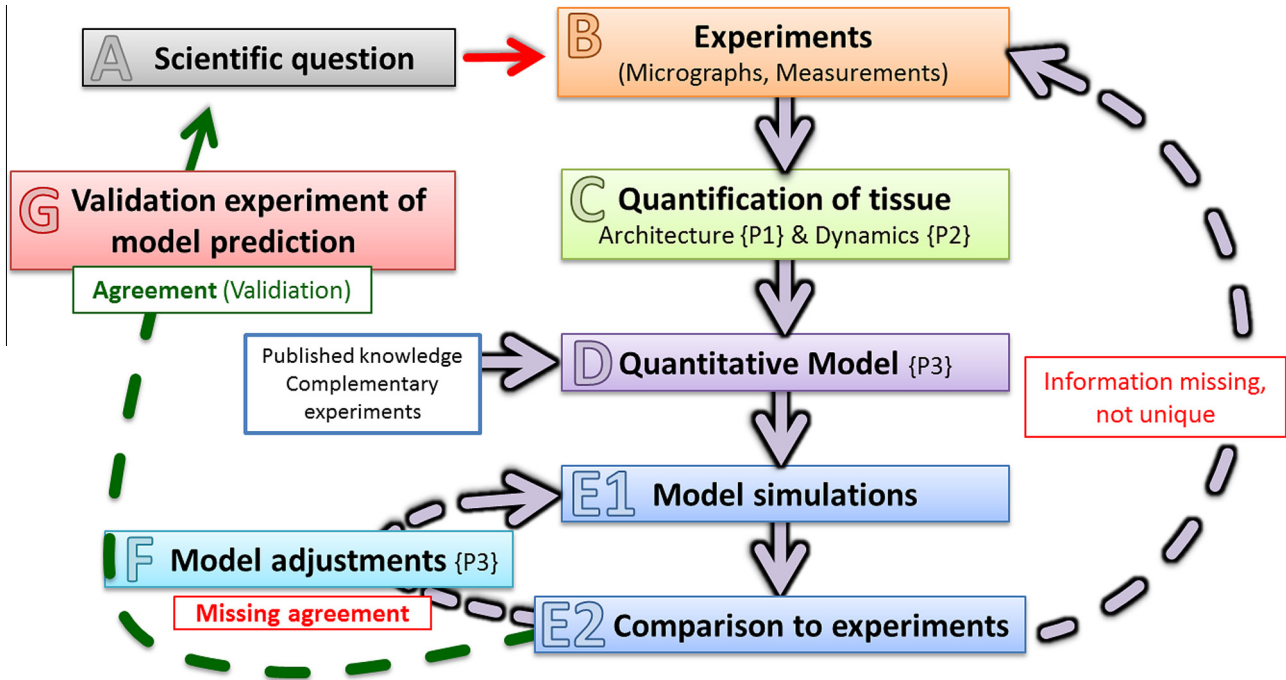 A Scientific question
B Experiments
(Micrographs, Measurements)
G Validation experiment of
model prediction
Agreement (Validiation)
C Quantification of tissue
Architecture {P1} & Dynamics {P2}
Published knowledge
Complementary
experiments
D Quantitative Model {P3}
Information missing,
not unique
E1 Model simulations
F Model adjustments {P3}
Missing agreement
E2 Comparison to experiments